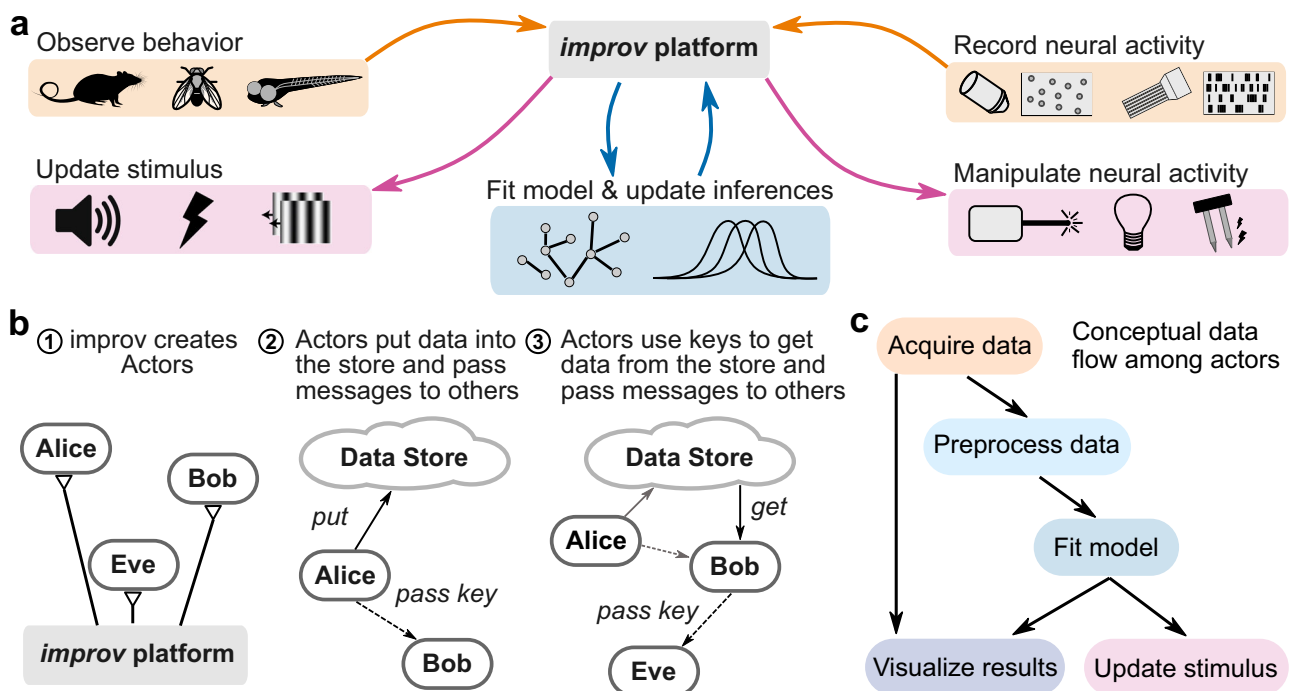 a
Observe behavior
improv platform
Record neural activity
Update stimulus
Fit model & update inferences
Manipulate neural activity
b
1 improv creates
Actors
Alice
Bob
Eve
improv platform
2 Actors put data into
the store and pass
messages to others
Data Store
put
Alice
pass key
Bob
3 Actors use keys to get
data from the store and
pass messages to others
Data Store
get
Alice
Bob
pass key
Eve
c
Conceptual data
flow among actors
Acquire data
Preprocess data
Fit model
Visualize results
Update stimulus